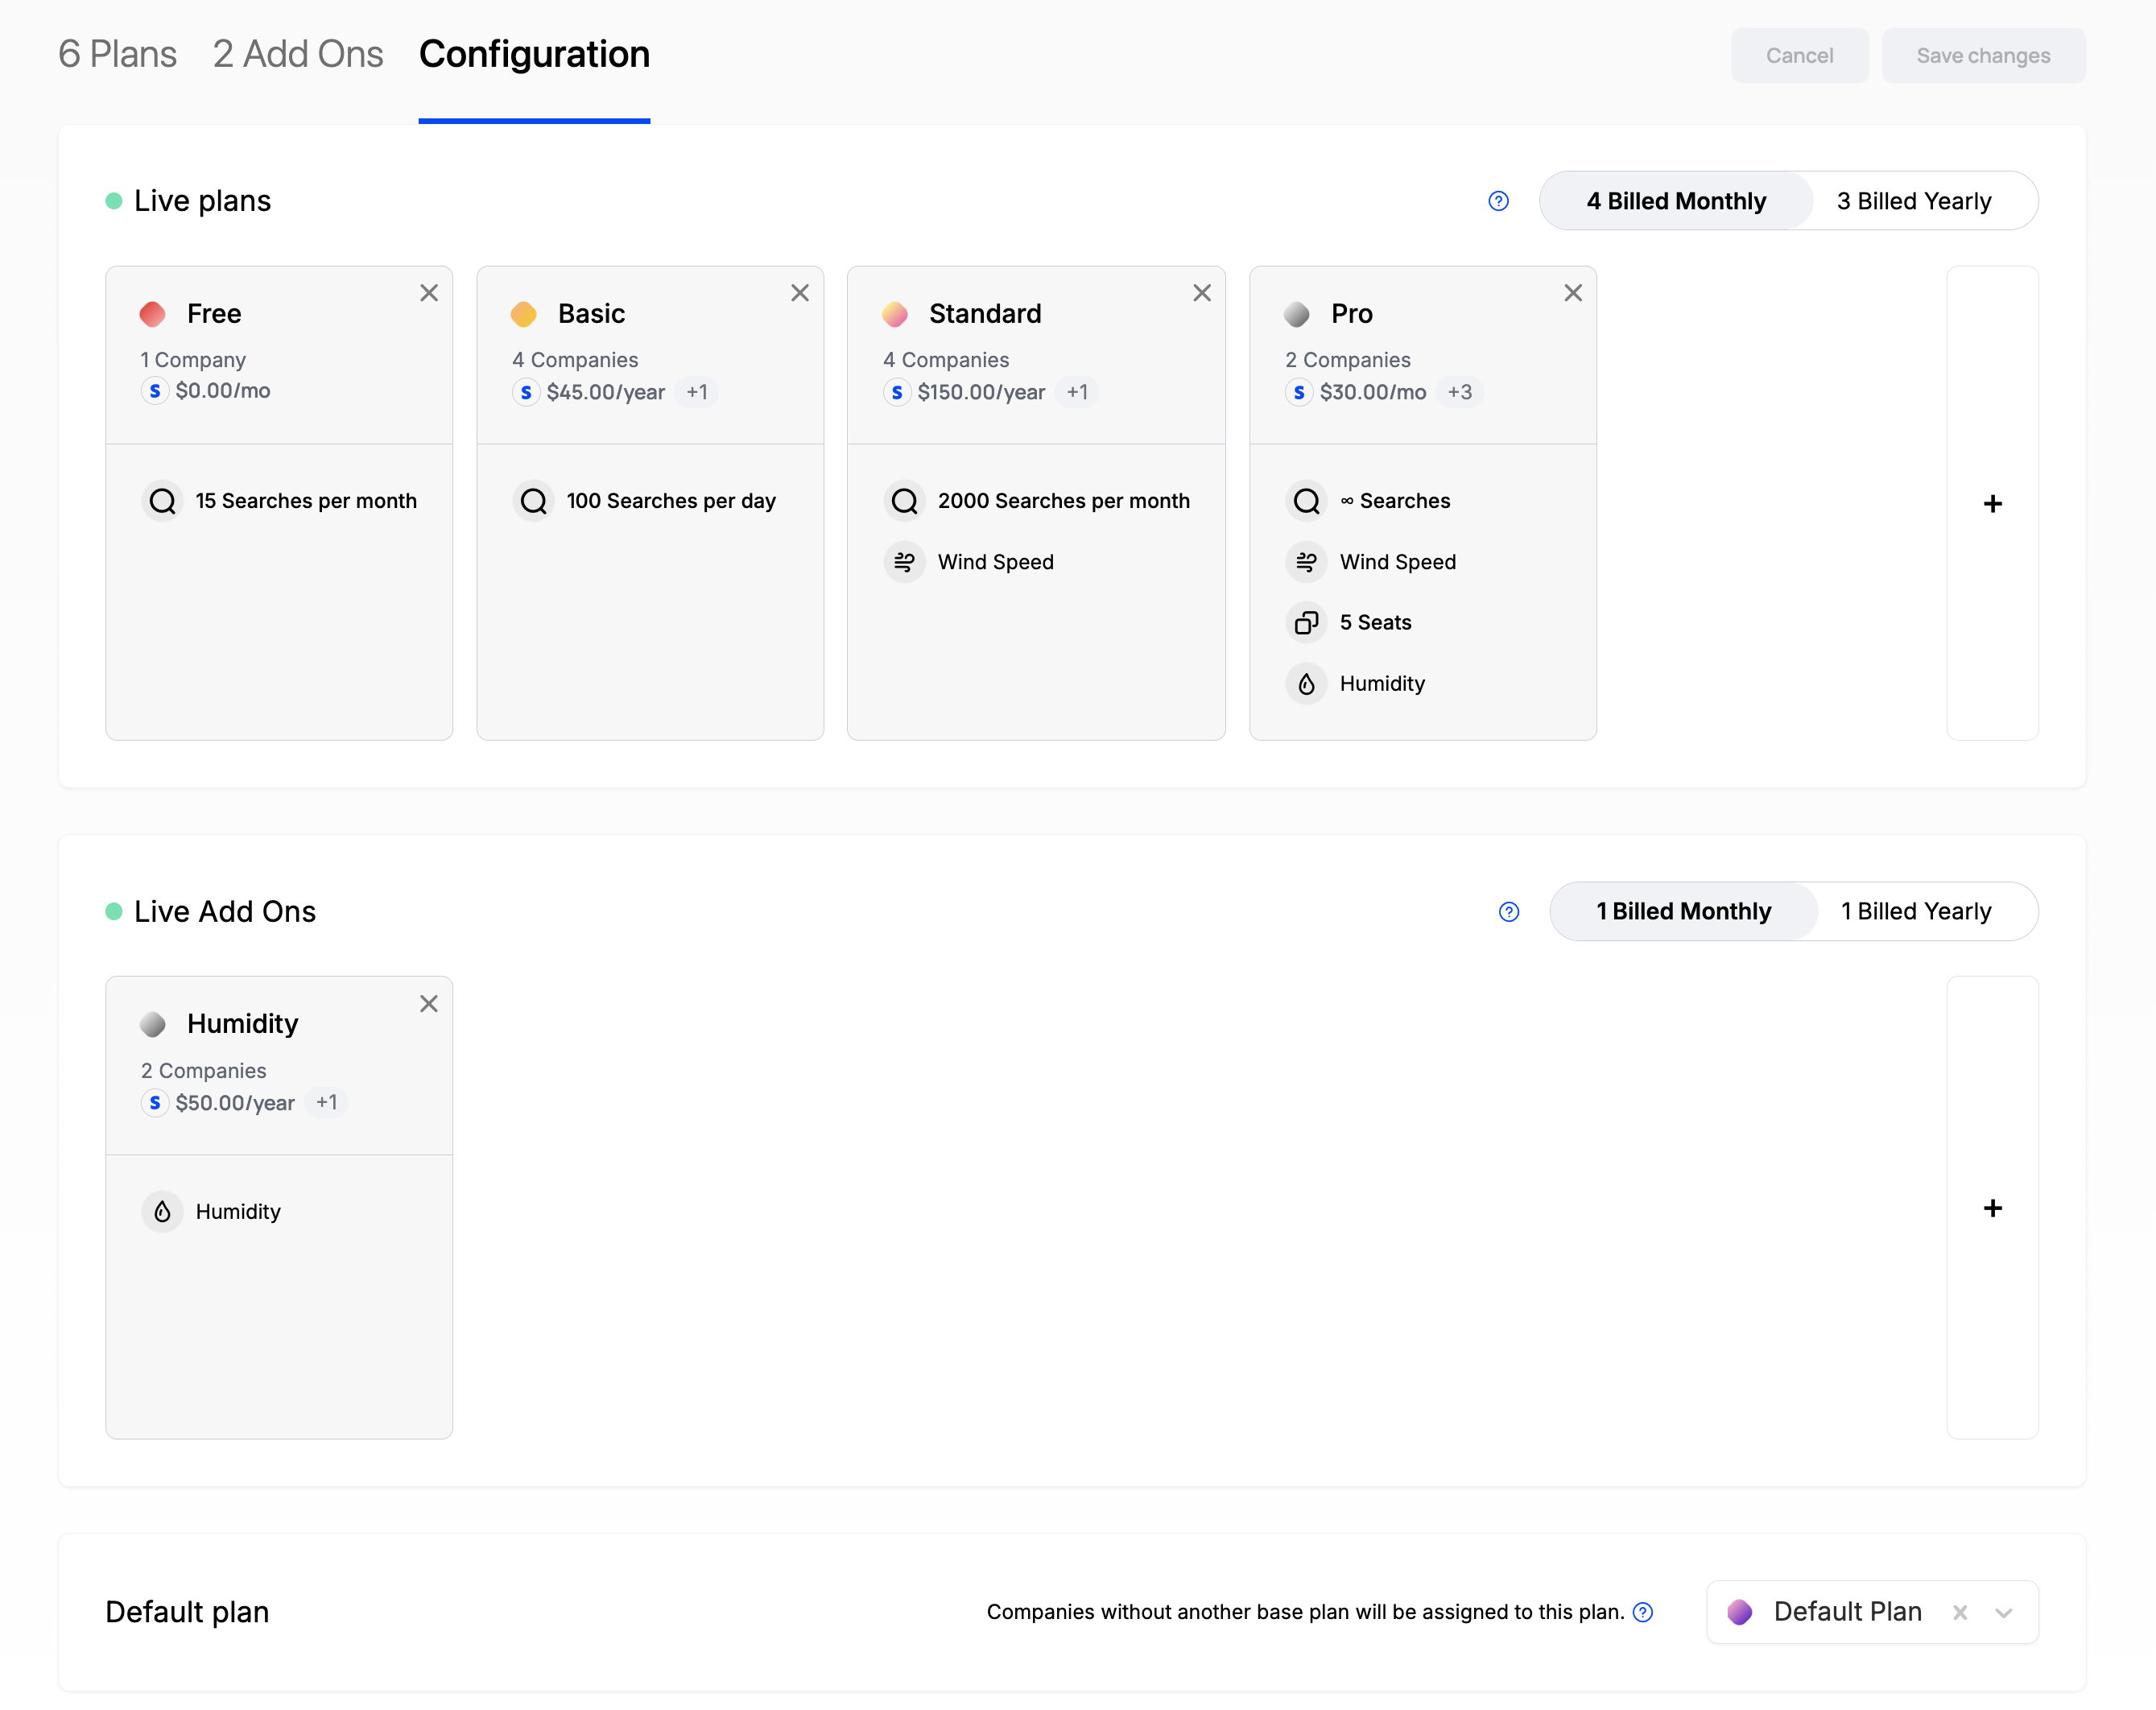 6 Plans 2 Add Ons Configuration
Cancel Save changes
Live plans
? 4 Billed Monthly 3 Billed Yearly
Free
1 Company
S $0.00/mo
15 Searches per month
Basic
4 Companies
S $45.00/year +1
100 Searches per day
Standard
4 Companies
S $150.00/year +1
2000 Searches per month
Wind Speed
Pro
2 Companies
S $30.00/mo +3
∞ Searches
Wind Speed
5 Seats
Humidity
+
Live Add Ons
? 1 Billed Monthly 1 Billed Yearly
Humidity
2 Companies
S $50.00/year +1
Humidity
+
Default plan
Companies without another base plan will be assigned to this plan. ?
Default Plan